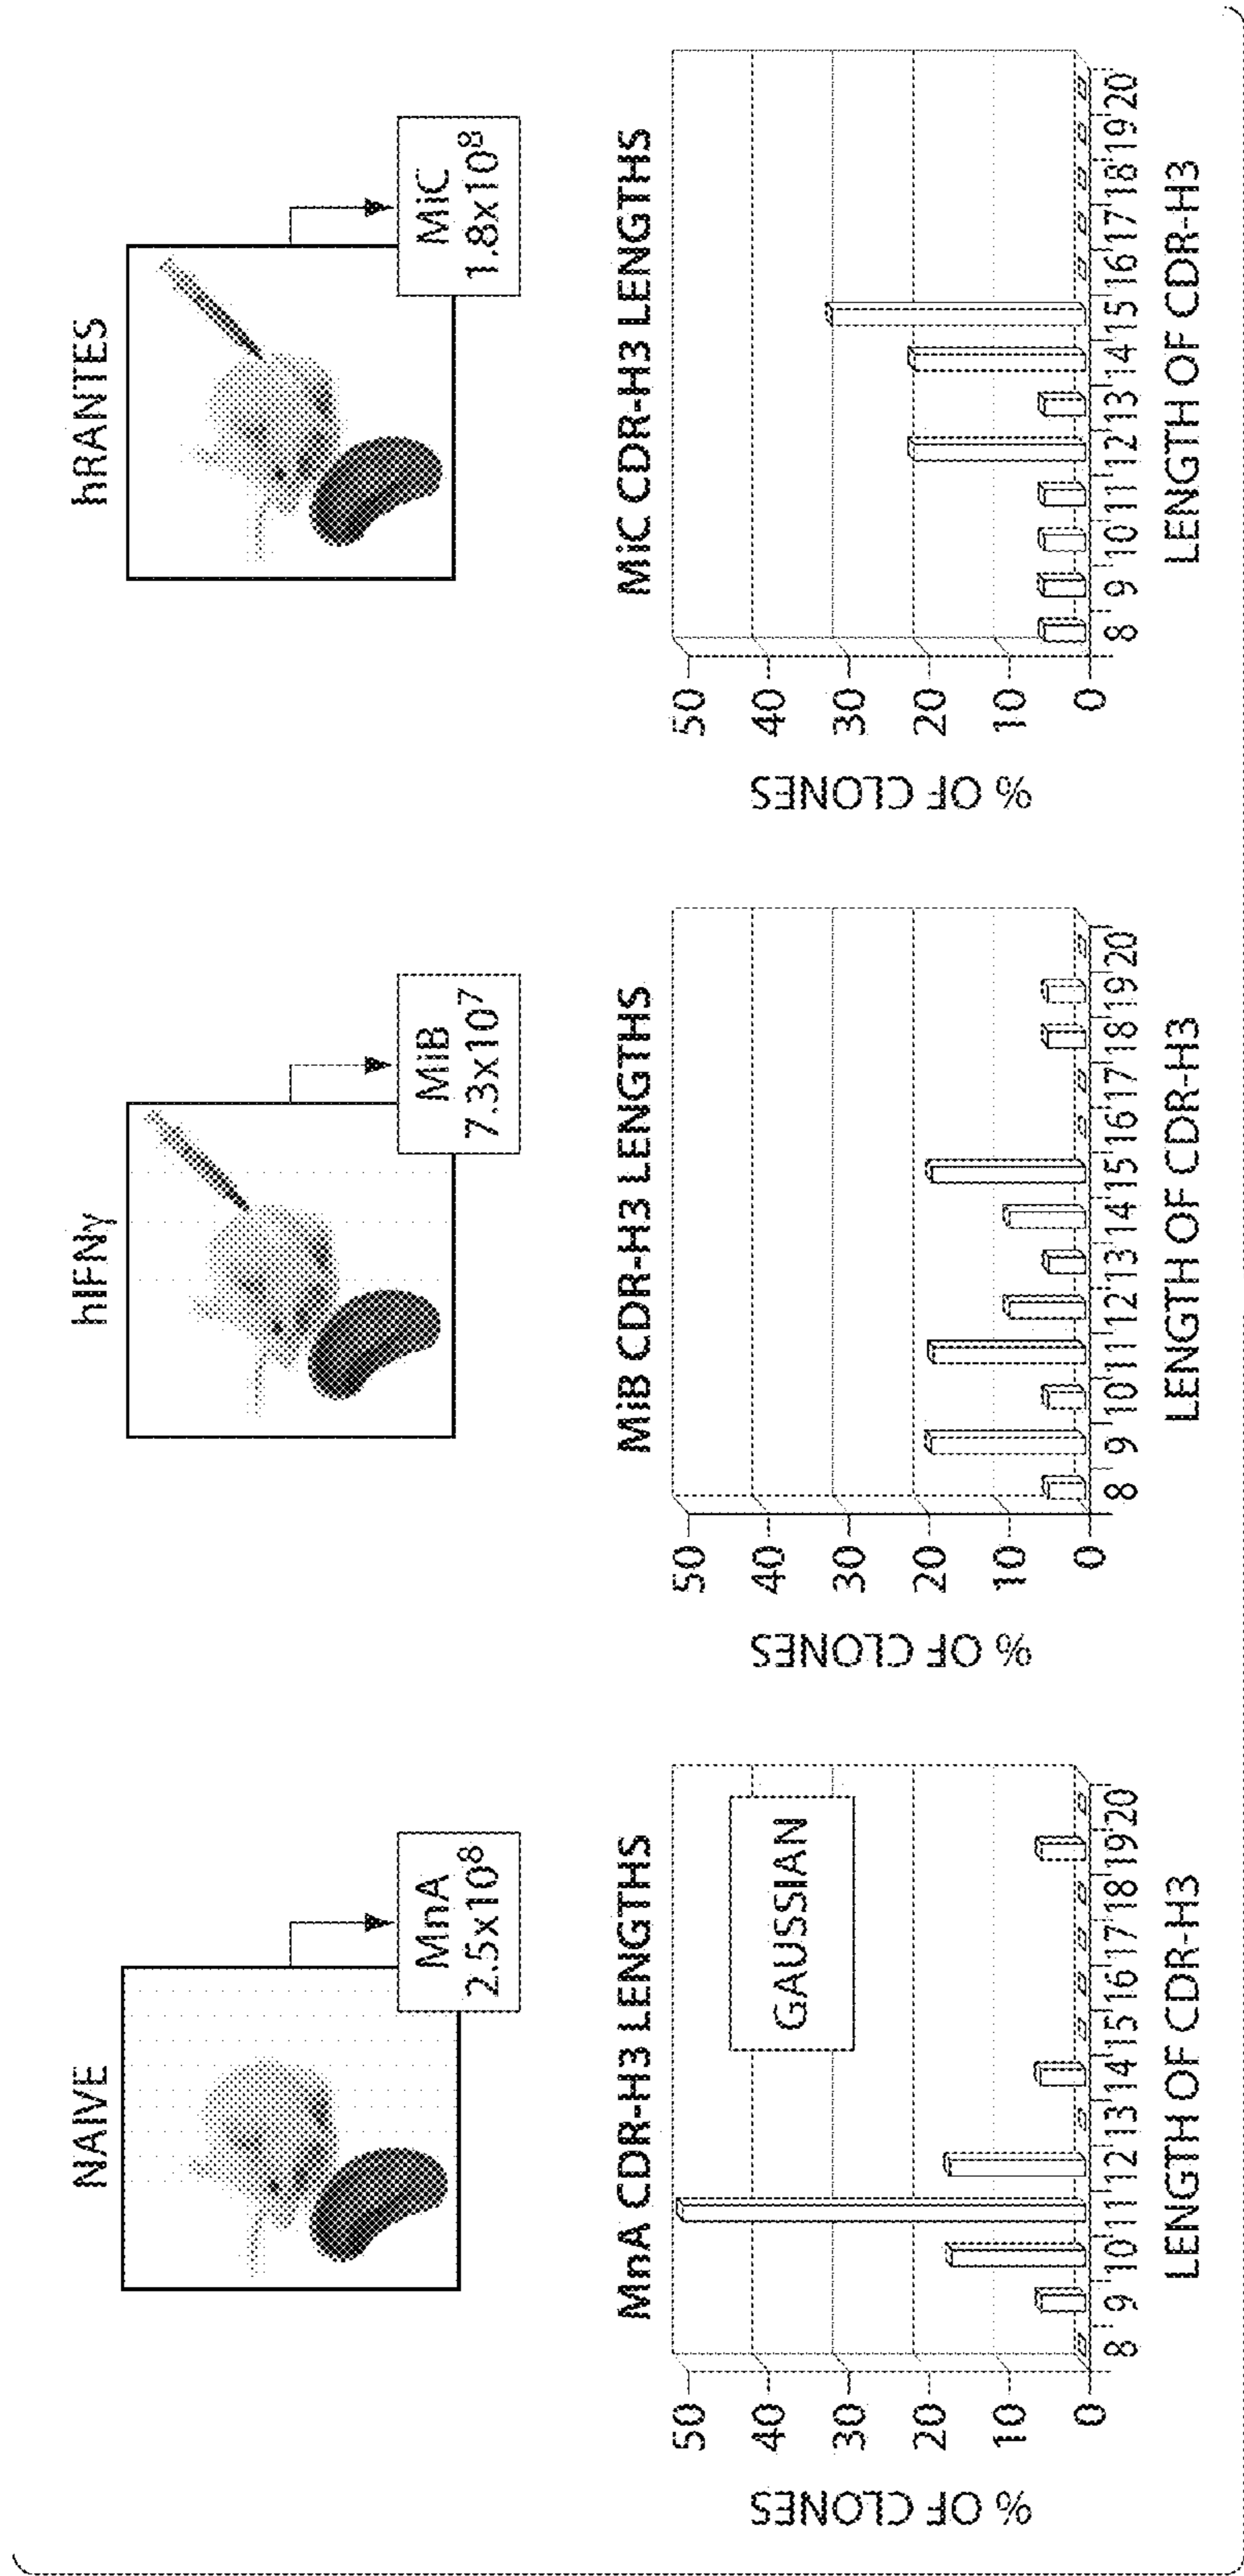 NAIVE
MnA
2.5x10⁸
MnA CDR-H3 LENGTHS
GAUSSIAN
% OF CLONES
50
40
30
20
10
0
8 9 10 11 12 13 14 15 16 17 18 19 20
LENGTH OF CDR-H3
hIFNγ
MiB
7.3x10⁷
MiB CDR-H3 LENGTHS
% OF CLONES
50
40
30
20
10
0
8 9 10 11 12 13 14 15 16 17 18 19 20
LENGTH OF CDR-H3
hRANTES
MiC
1.8x10⁸
MiC CDR-H3 LENGTHS
% OF CLONES
50
40
30
20
10
0
8 9 10 11 12 13 14 15 16 17 18 19 20
LENGTH OF CDR-H3